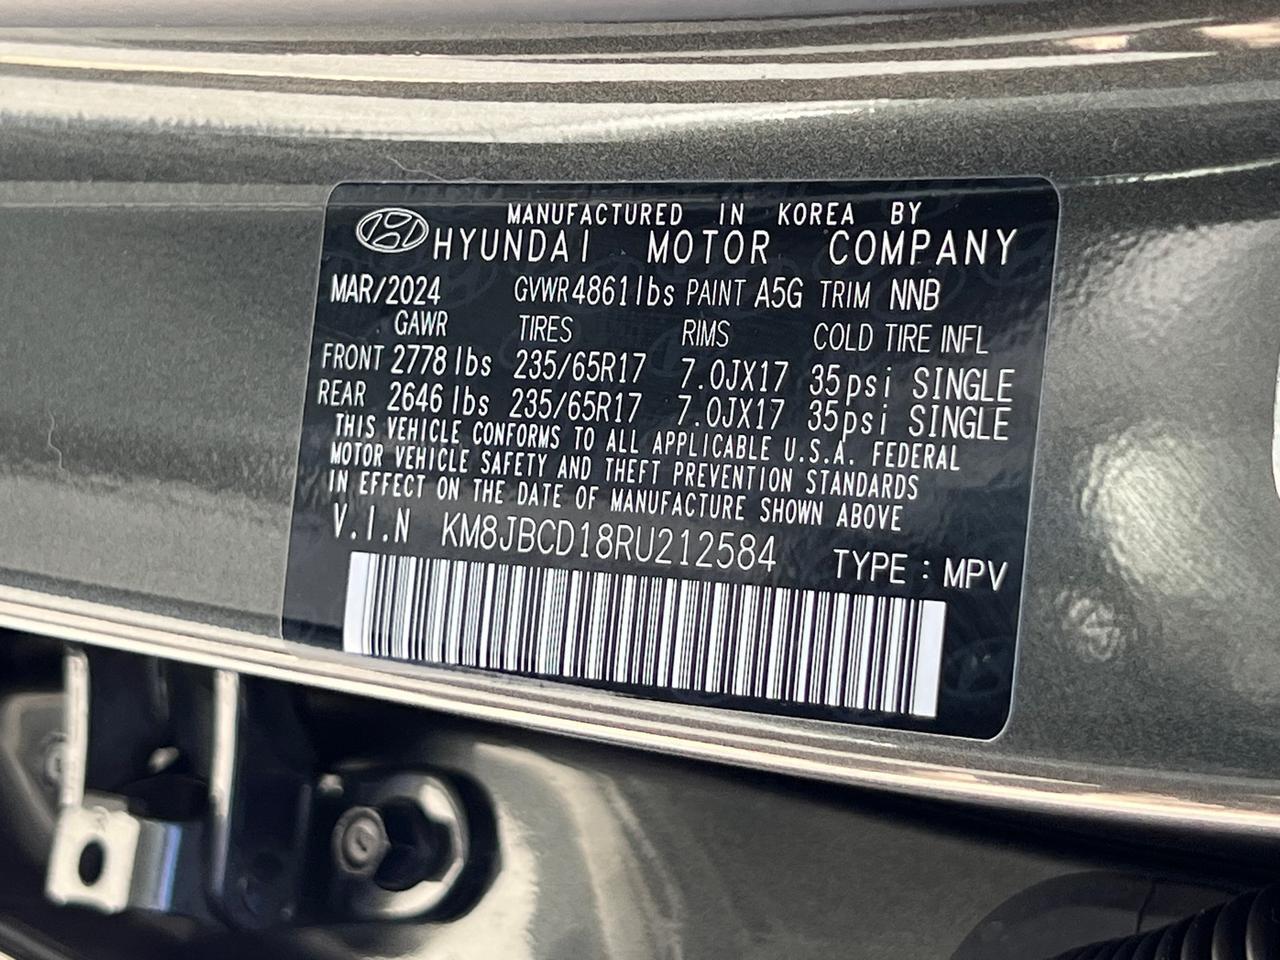 MANUFACTURED IN KOREA BY
HYUNDAI MOTOR COMPANY
MAR/2024 GVWR 4861 lbs PAINT A5G TRIM NNB
GAWR TIRES RIMS COLD TIRE INFL
FRONT 2778 lbs 235/65R17 7.0JX17 35psi SINGLE
REAR 2646 lbs 235/65R17 7.0JX17 35psi SINGLE
THIS VEHICLE CONFORMS TO ALL APPLICABLE U.S.A. FEDERAL
MOTOR VEHICLE SAFETY AND THEFT PREVENTION STANDARDS
IN EFFECT ON THE DATE OF MANUFACTURE SHOWN ABOVE
V.I.N KM8JBCD18RU212584 TYPE : MPV